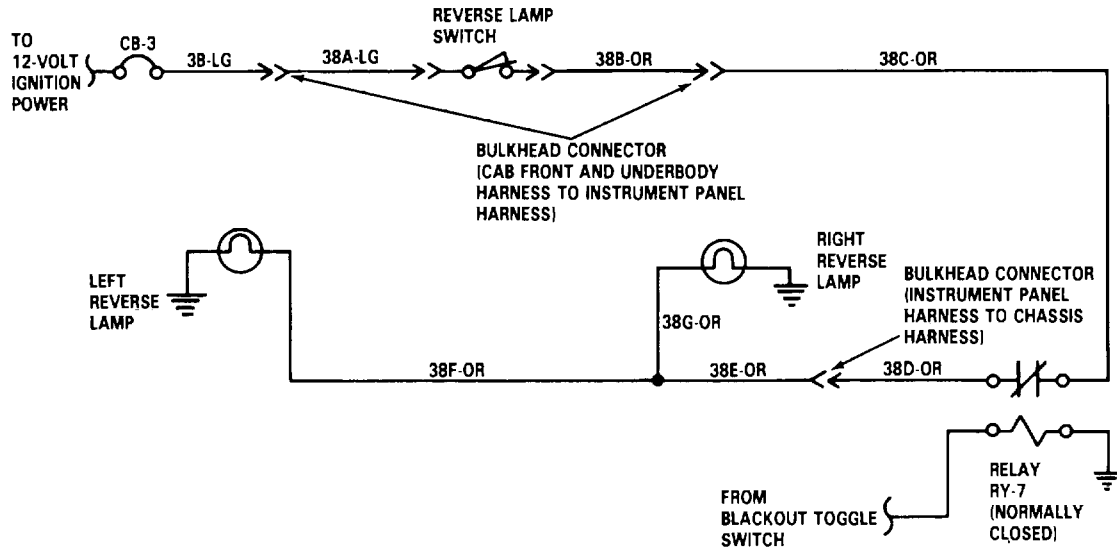 TO
12-VOLT
IGNITION
POWER
CB-3
3B-LG
38A-LG
REVERSE LAMP
SWITCH
38B-OR
38C-OR
BULKHEAD CONNECTOR
(CAB FRONT AND UNDERBODY
HARNESS TO INSTRUMENT PANEL
HARNESS)
LEFT
REVERSE
LAMP
RIGHT
REVERSE
LAMP
BULKHEAD CONNECTOR
(INSTRUMENT PANEL
HARNESS TO CHASSIS
HARNESS)
38G-OR
38F-OR
38E-OR
38D-OR
FROM
BLACKOUT TOGGLE
SWITCH
RELAY
RY-7
(NORMALLY
CLOSED)